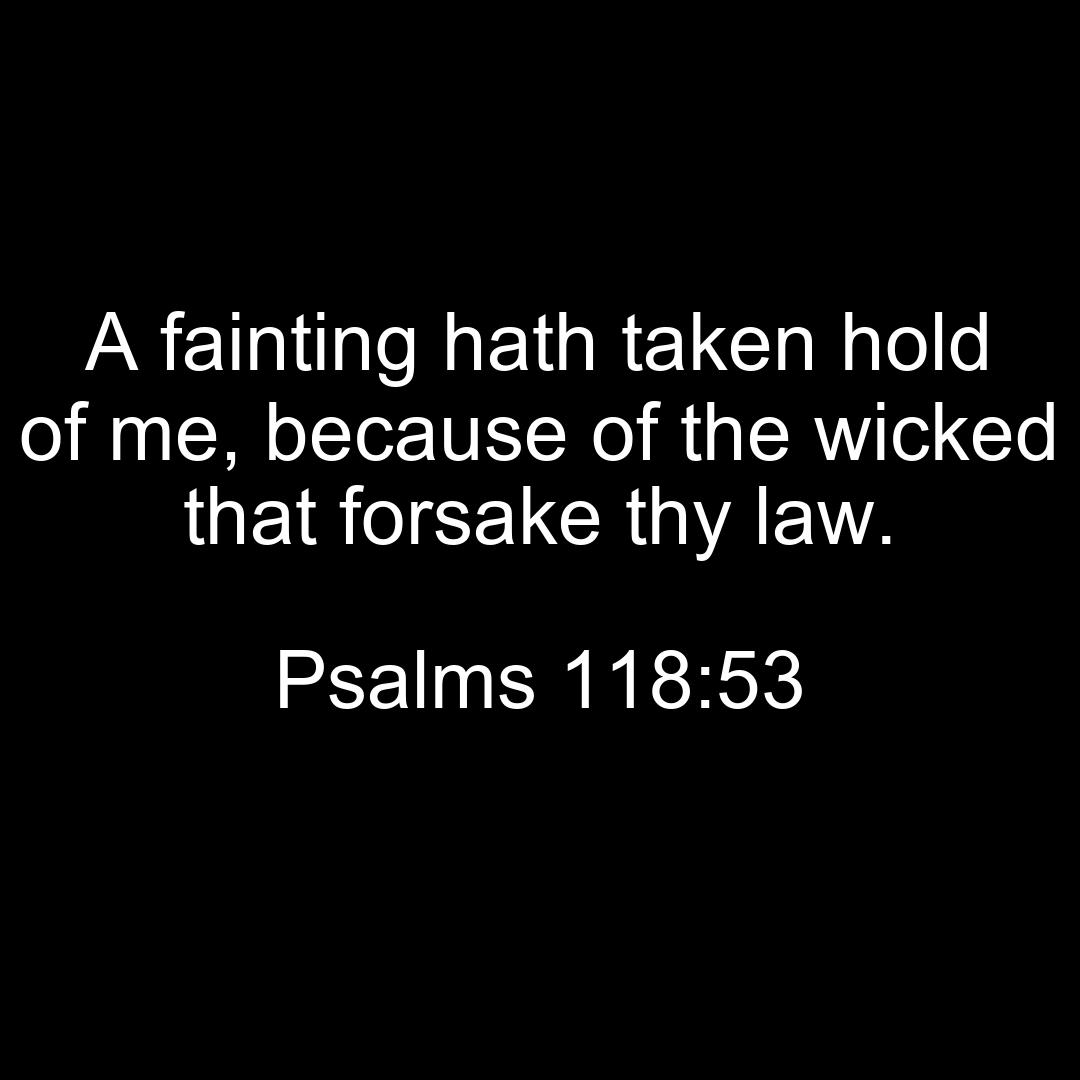 A fainting hath taken hold
of me, because of the wicked
that forsake thy law.
Psalms 118:53